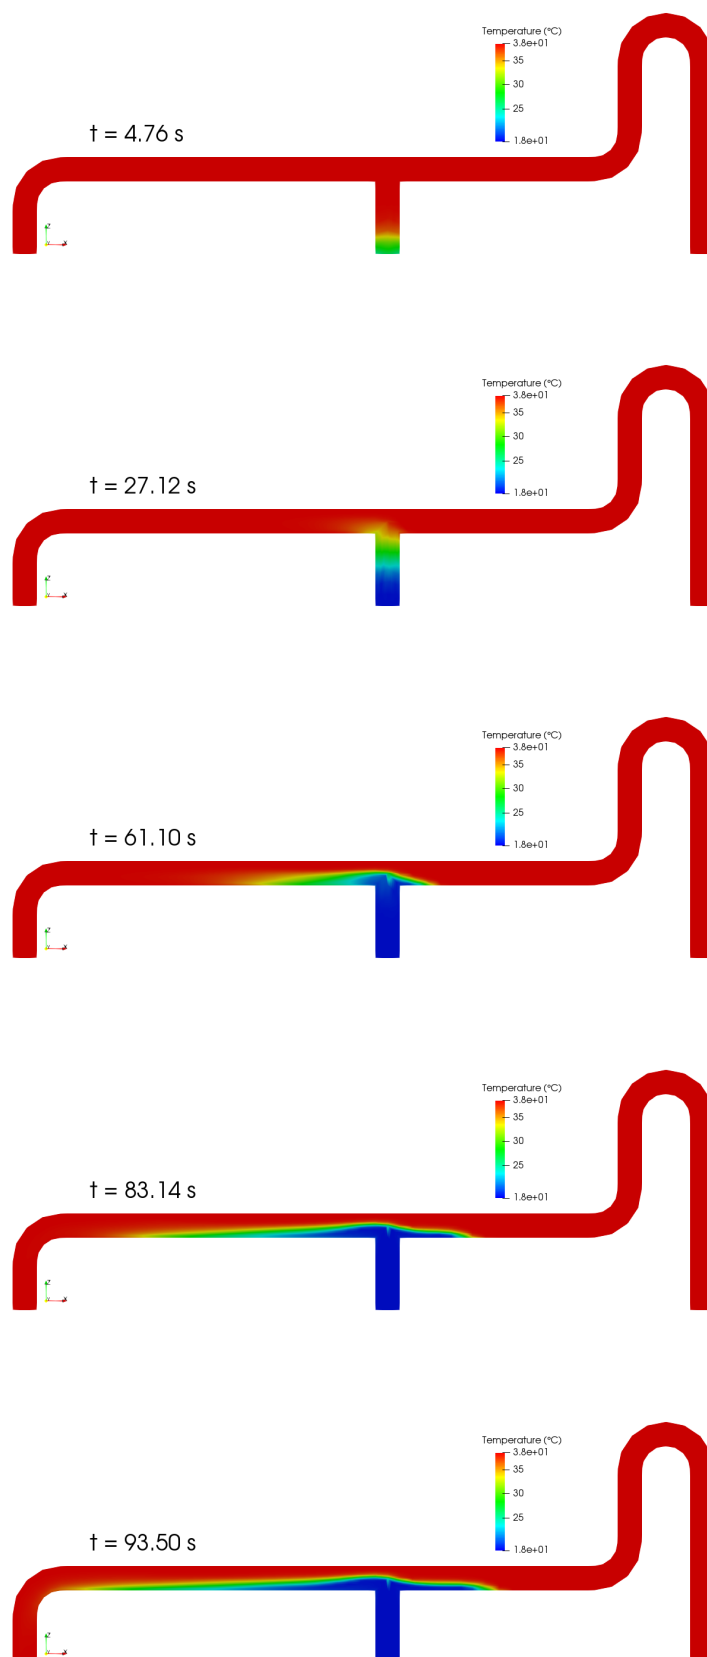 Temperature (°C)
3.8e+01
35
30
25
1.8e+01
t = 4.76 s
Z
Y
X
Temperature (°C)
3.8e+01
35
30
25
1.8e+01
t = 27.12 s
Z
Y
X
Temperature (°C)
3.8e+01
35
30
25
1.8e+01
t = 61.10 s
Z
Y
X
Temperature (°C)
3.8e+01
35
30
25
1.8e+01
t = 83.14 s
Z
Y
X
Temperature (°C)
3.8e+01
35
30
25
1.8e+01
t = 93.50 s
Z
Y
X